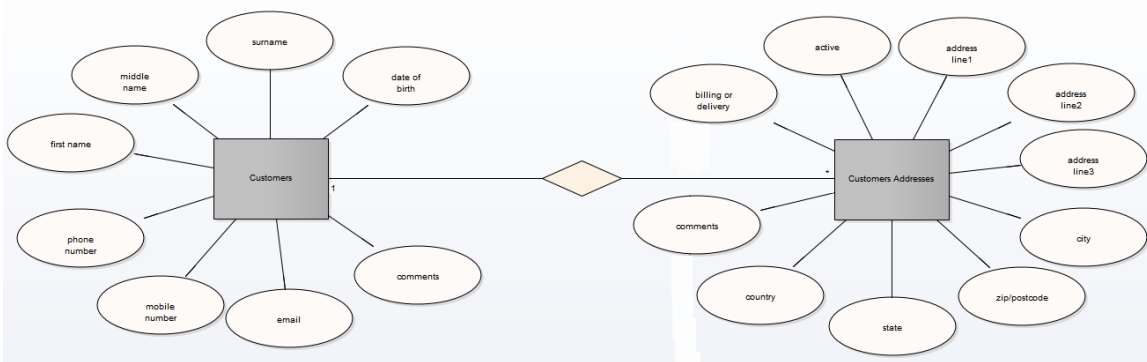 surname
middle
name
date of
birth
first name
Customers
1
phone
number
mobile
number
email
comments
active
address
line1
billing or
delivery
address
line2
address
line3
*
Customers Addresses
comments
city
country
zip/postcode
state